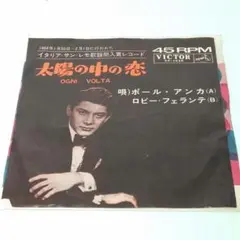 45 RPM
VICTOR
イタリア・サン・レモ歌謡祭入賞レコード
太陽の中の恋
OGNI VOLTA
唄)ポール・アンカ(A)
ロビー・フェランテ(B)